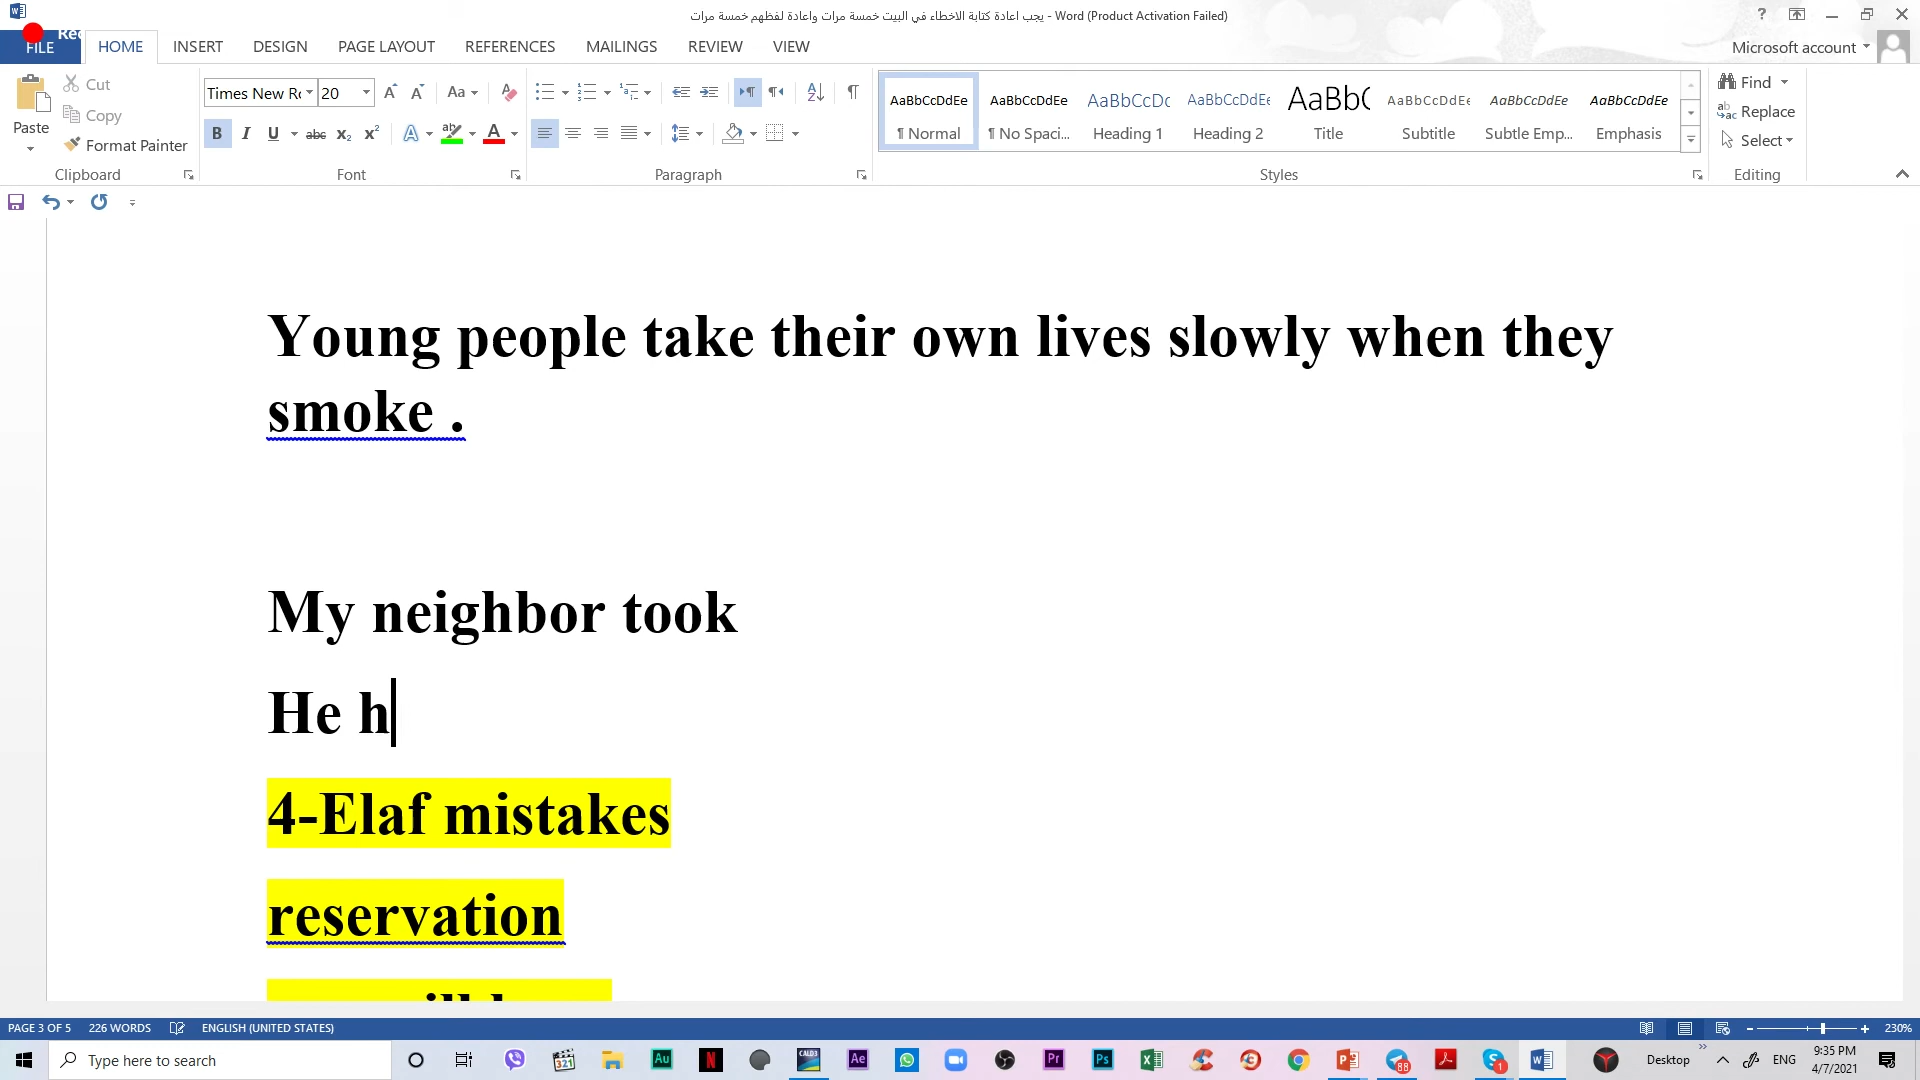 يجب اعادة كتابة الاخطاء في البيت خمسة مرات واعادة لفظهم خمسة مرات - Word (Product Activation Failed)
FILE HOME INSERT DESIGN PAGE LAYOUT REFERENCES MAILINGS REVIEW VIEW Microsoft account
Cut
Copy
Format Painter
Paste
Clipboard
Times New Ro 20
Font
Paragraph
AaBbCcDdEe AaBbCcDdEe AaBbCcDc AaBbCcDdEe AaBb( AaBbCcDdEe AaBbCcDdEe AaBbCcDdEe
¶ Normal ¶ No Spaci... Heading 1 Heading 2 Title Subtitle Subtle Emp... Emphasis
Styles
Find
Replace
Select
Editing
Young people take their own lives slowly when they
smoke .
My neighbor took
He h
4-Elaf mistakes
reservation
PAGE 3 OF 5 226 WORDS ENGLISH (UNITED STATES) 230%
Type here to search
Desktop
ENG
9:35 PM
4/7/2021